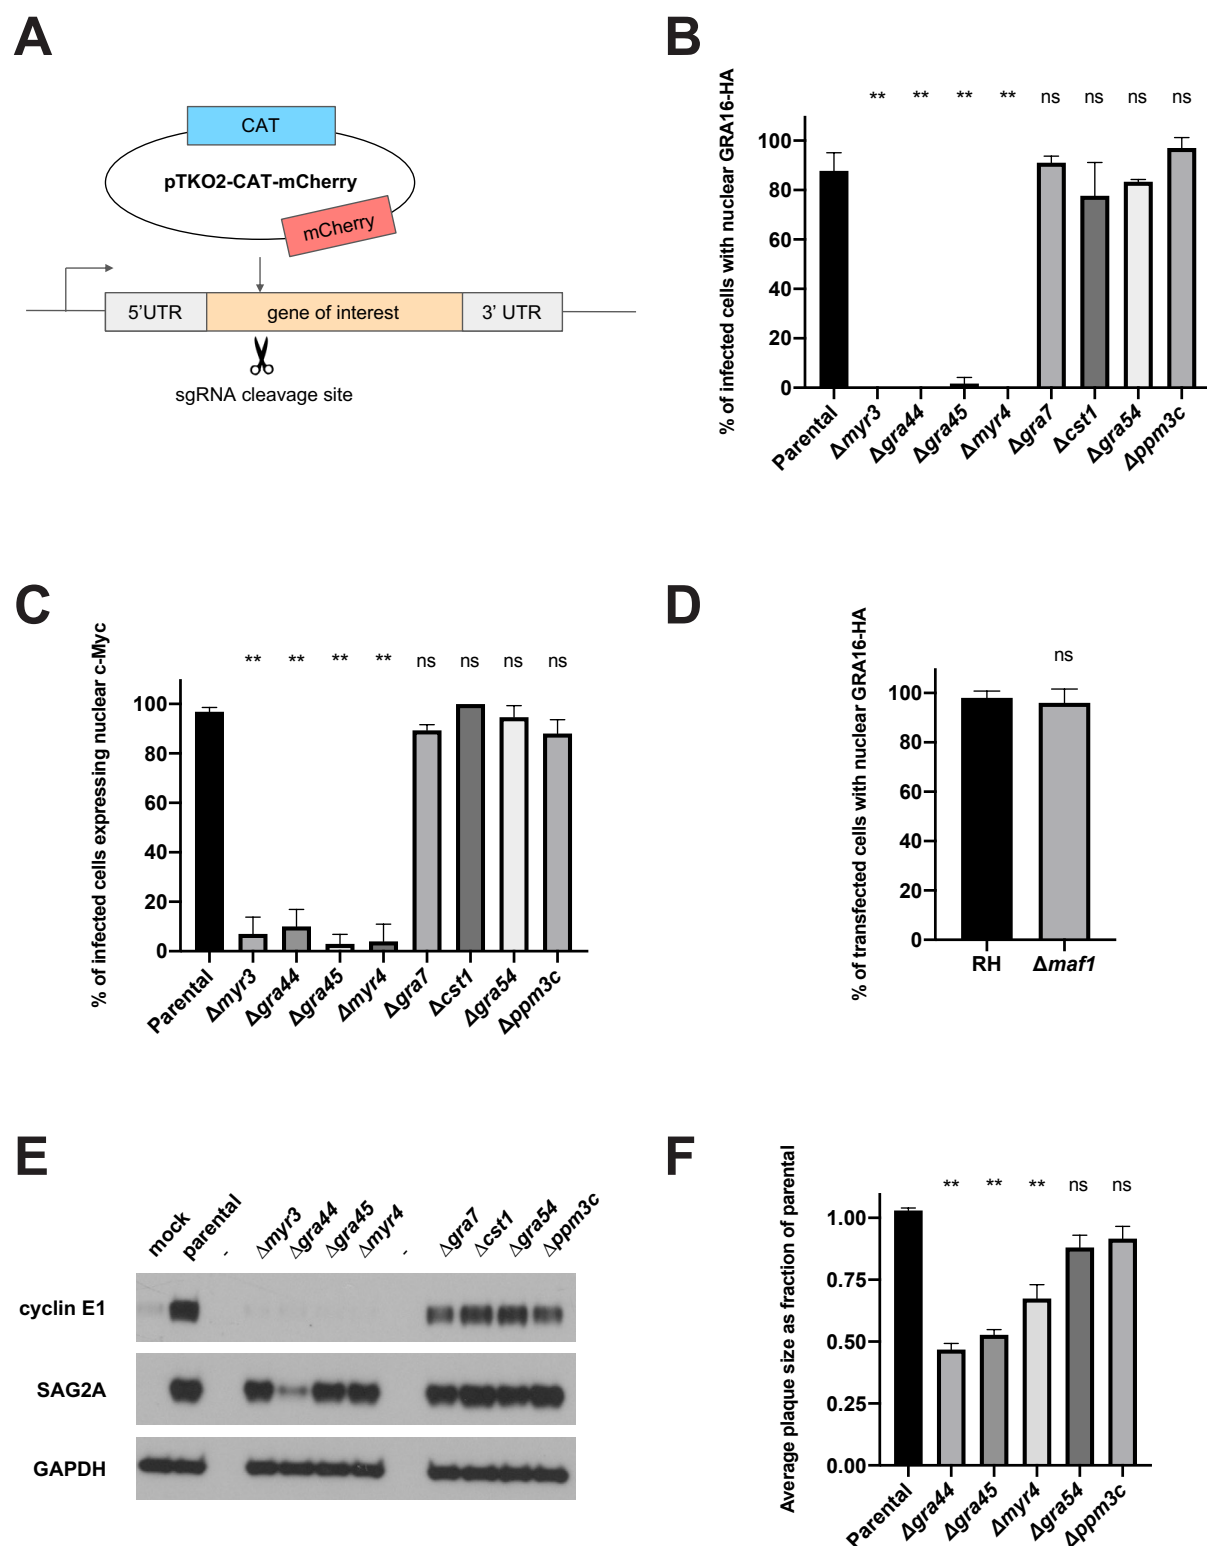 A
CAT
pTKO2-CAT-mCherry
mCherry
5'UTR
gene of interest
3' UTR
sgRNA cleavage site
B
% of infected cells with nuclear GRA16-HA
** ** ** ** ns ns ns ns
100
80
60
40
20
0
Parental
Δmyr3
Δgra44
Δgra45
Δmyr4
Δgra7
Δcst1
Δgra54
Δppm3c
C
% of infected cells expressing nuclear c-Myc
** ** ** ** ns ns ns ns
100
80
60
40
20
0
Parental
Δmyr3
Δgra44
Δgra45
Δmyr4
Δgra7
Δcst1
Δgra54
Δppm3c
D
% of transfected cells with nuclear GRA16-HA
ns
100
80
60
40
20
0
RH Δmaf1
E
mock
parental
-
Δmyr3
Δgra44
Δgra45
Δmyr4
-
Δgra7
Δcst1
Δgra54
Δppm3c
cyclin E1
SAG2A
GAPDH
F
Average plaque size as fraction of parental
** ** ** ns ns
1.00
0.75
0.50
0.25
0.00
Parental
Δgra44
Δgra45
Δmyr4
Δgra54
Δppm3c